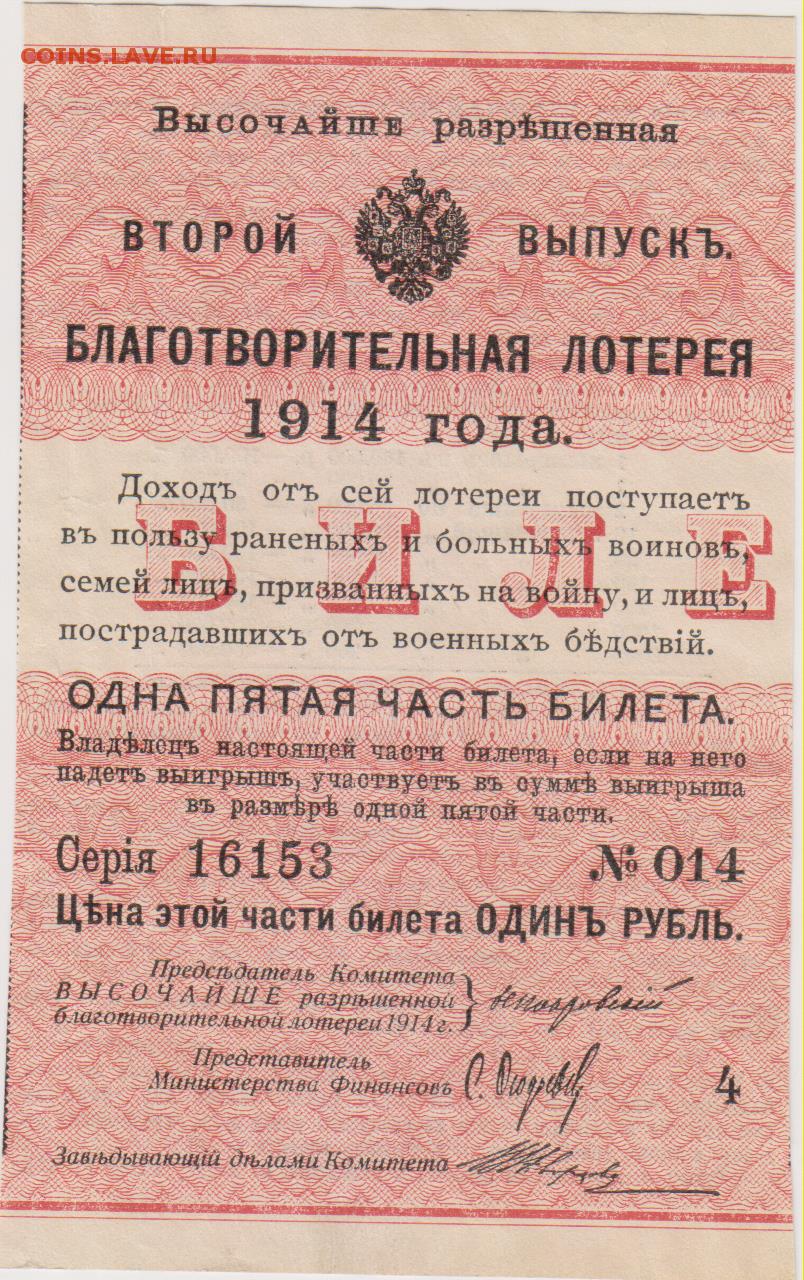 COINS.LAVE.RU
Высочайше разрѣшенная
ВТОРОЙ ВЫПУСКЪ.
БЛАГОТВОРИТЕЛЬНАЯ ЛОТЕРЕЯ
1914 года.
Доходъ отъ сей лотереи поступаетъ
въ пользу раненыхъ и больныхъ воиновъ,
БИЛЕ
семей лицъ, призванныхъ на войну, и лицъ,
пострадавшихъ отъ военныхъ бѣдствій.
ОДНА ПЯТАЯ ЧАСТЬ БИЛЕТА.
Владѣлецъ настоящей части билета, если на него
падетъ выигрышъ, участвуетъ въ суммѣ выигрыша
въ размѣрѣ одной пятой части.
Серія 16153 № 014
Цѣна этой части билета ОДИНЪ РУБЛЬ.
Предсѣдатель Комитета
ВЫСОЧАЙШЕ разрѣшенной
благотворительной лотереи 1914 г.
Представитель
Министерства Финансовъ
4
Завѣдывающій дѣлами Комитета